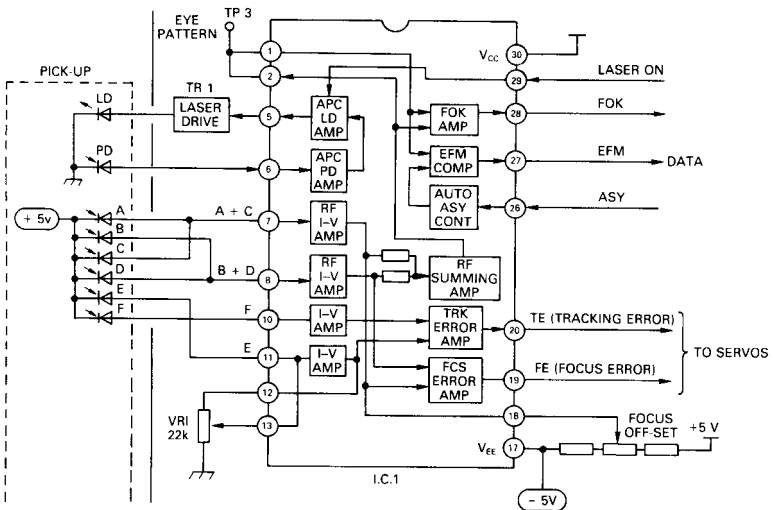 EYE
PATTERN
TP 3
PICK-UP
LD
PD
TR 1
LASER
DRIVE
+ 5v
A
B
C
D
E
F
A + C
B + D
F
E
VRI
22k
1
2
5
6
7
8
10
11
12
13
APC
LD
AMP
APC
PD
AMP
RF
I-V
AMP
RF
I-V
AMP
I-V
AMP
I-V
AMP
FOK
AMP
EFM
COMP
AUTO
ASY
CONT
RF
SUMMING
AMP
TRK
ERROR
AMP
FCS
ERROR
AMP
VCC
30
29
28
27
26
20
19
18
VEE
17
LASER ON
FOK
EFM
DATA
ASY
TE (TRACKING ERROR)
FE (FOCUS ERROR)
TO SERVOS
FOCUS
OFF-SET
+5 V
- 5V
I.C.1